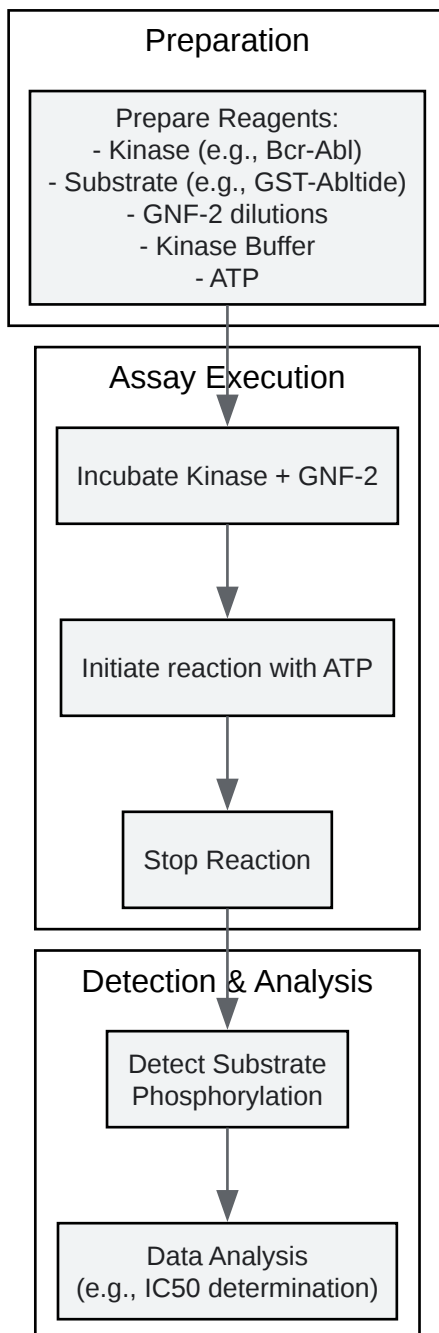 Preparation
Prepare Reagents:
- Kinase (e.g., Bcr-Abl)
- Substrate (e.g., GST-Abltide)
- GNF-2 dilutions
- Kinase Buffer
- ATP
Assay Execution
Incubate Kinase + GNF-2
Initiate reaction with ATP
Stop Reaction
Detection & Analysis
Detect Substrate
Phosphorylation
Data Analysis
(e.g., IC50 determination)